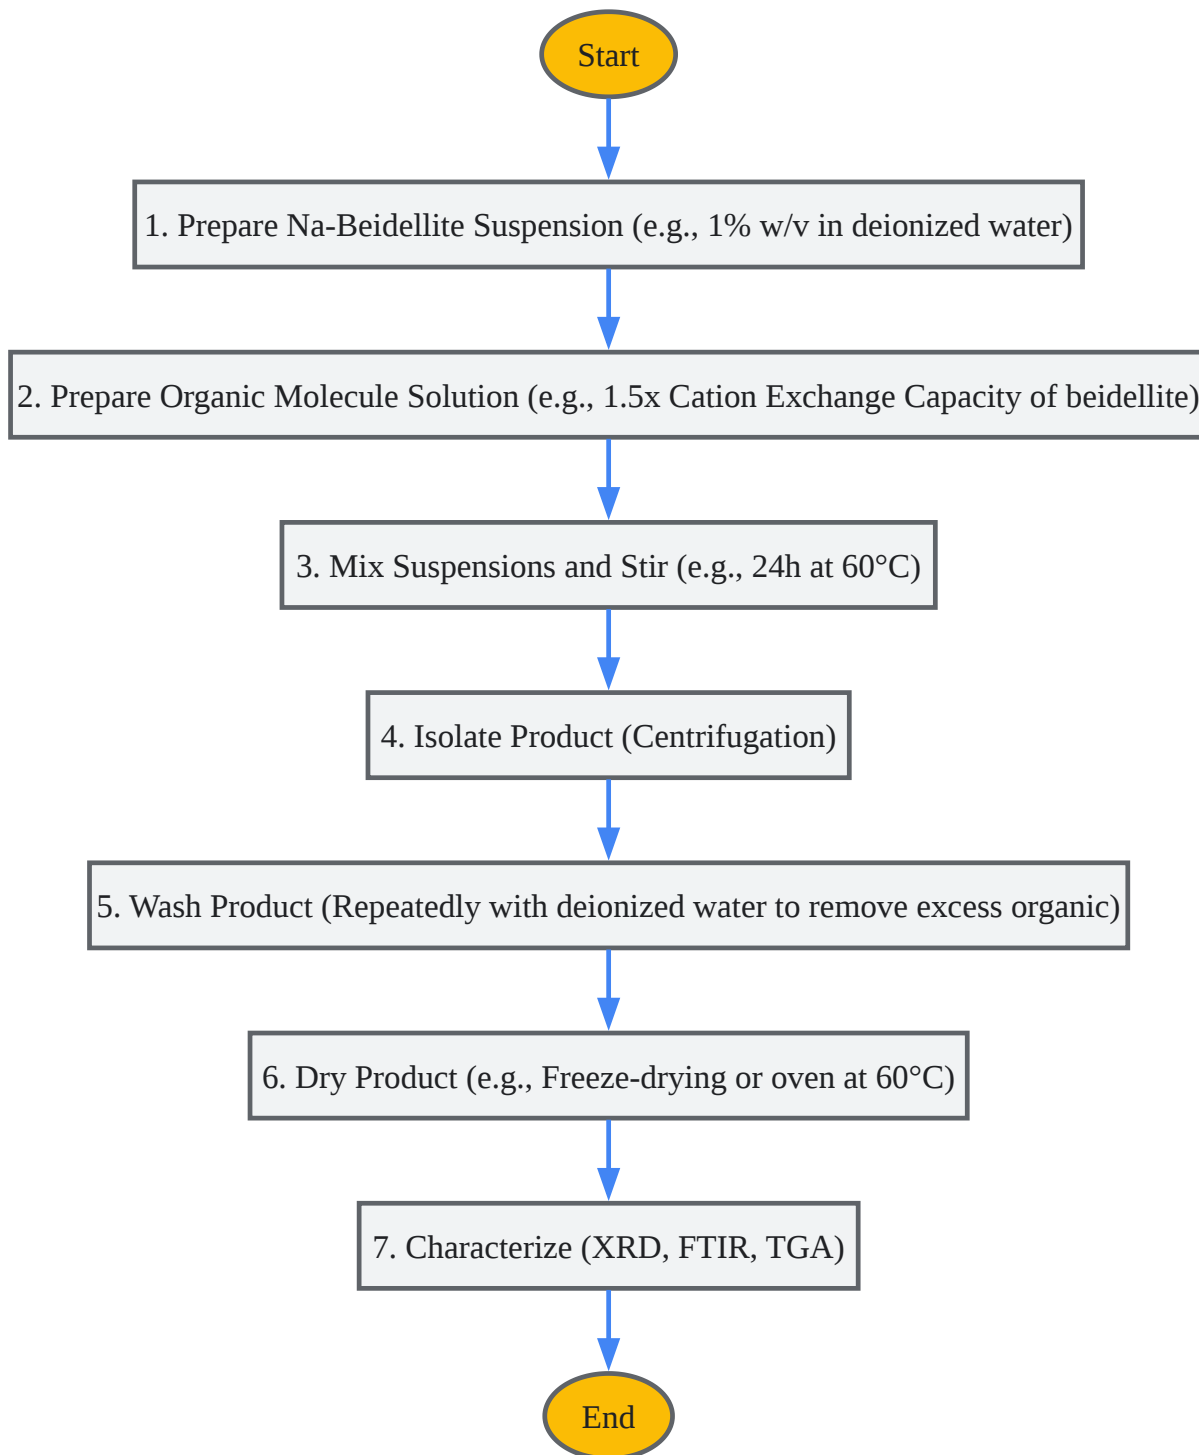 Start
1. Prepare Na-Beidellite Suspension (e.g., 1% w/v in deionized water)
2. Prepare Organic Molecule Solution (e.g., 1.5x Cation Exchange Capacity of beidellite)
3. Mix Suspensions and Stir (e.g., 24h at 60°C)
4. Isolate Product (Centrifugation)
5. Wash Product (Repeatedly with deionized water to remove excess organic)
6. Dry Product (e.g., Freeze-drying or oven at 60°C)
7. Characterize (XRD, FTIR, TGA)
End